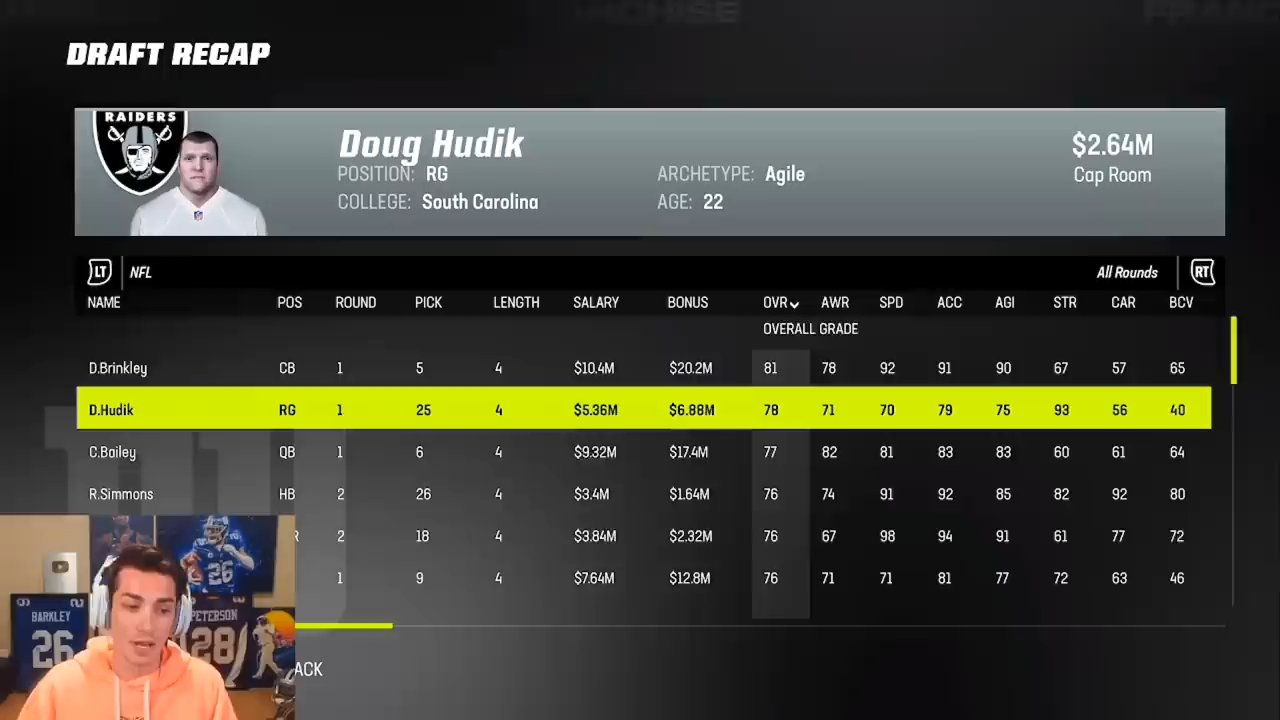 DRAFT RECAP
RAIDERS
Doug Hudik
$2.64M
POSITION: RG
ARCHETYPE: Agile
Cap Room
COLLEGE: South Carolina
AGE: 22
LT NFL
All Rounds RT
NAME POS ROUND PICK LENGTH SALARY BONUS OVR AWR SPD ACC AGI STR CAR BCV
OVERALL GRADE
D.Brinkley CB 1 5 4 $10.4M $20.2M 81 78 92 91 90 67 57 65
D.Hudik RG 1 25 4 $5.36M $6.88M 78 71 70 79 75 93 56 40
C.Bailey QB 1 6 4 $9.32M $17.4M 77 82 81 83 83 60 61 64
R.Simmons HB 2 26 4 $3.4M $1.64M 76 74 91 92 85 82 92 80
R 2 18 4 $3.84M $2.32M 76 67 98 94 91 61 77 72
1 9 4 $7.64M $12.8M 76 71 71 81 77 72 63 46
26
BARKLEY
26
PETERSON
28
ACK